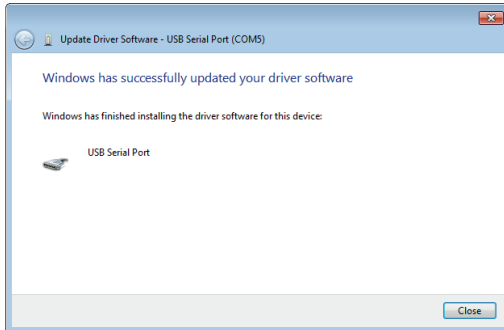 Update Driver Software - USB Serial Port (COM5)
Windows has successfully updated your driver software
Windows has finished installing the driver software for this device:
USB Serial Port
Close